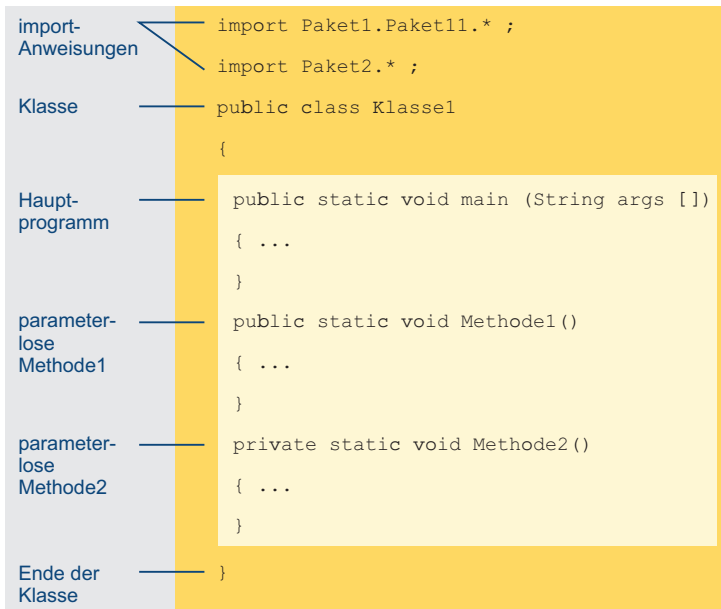 import-
Anweisungen
import Paket1.Paket11.* ;
import Paket2.* ;
Klasse
public class Klasse1
{
Haupt-
programm
public static void main (String args [])
{ ...
}
parameter-
lose
Methode1
public static void Methode1()
{ ...
}
parameter-
lose
Methode2
private static void Methode2()
{ ...
}
Ende der
Klasse
}